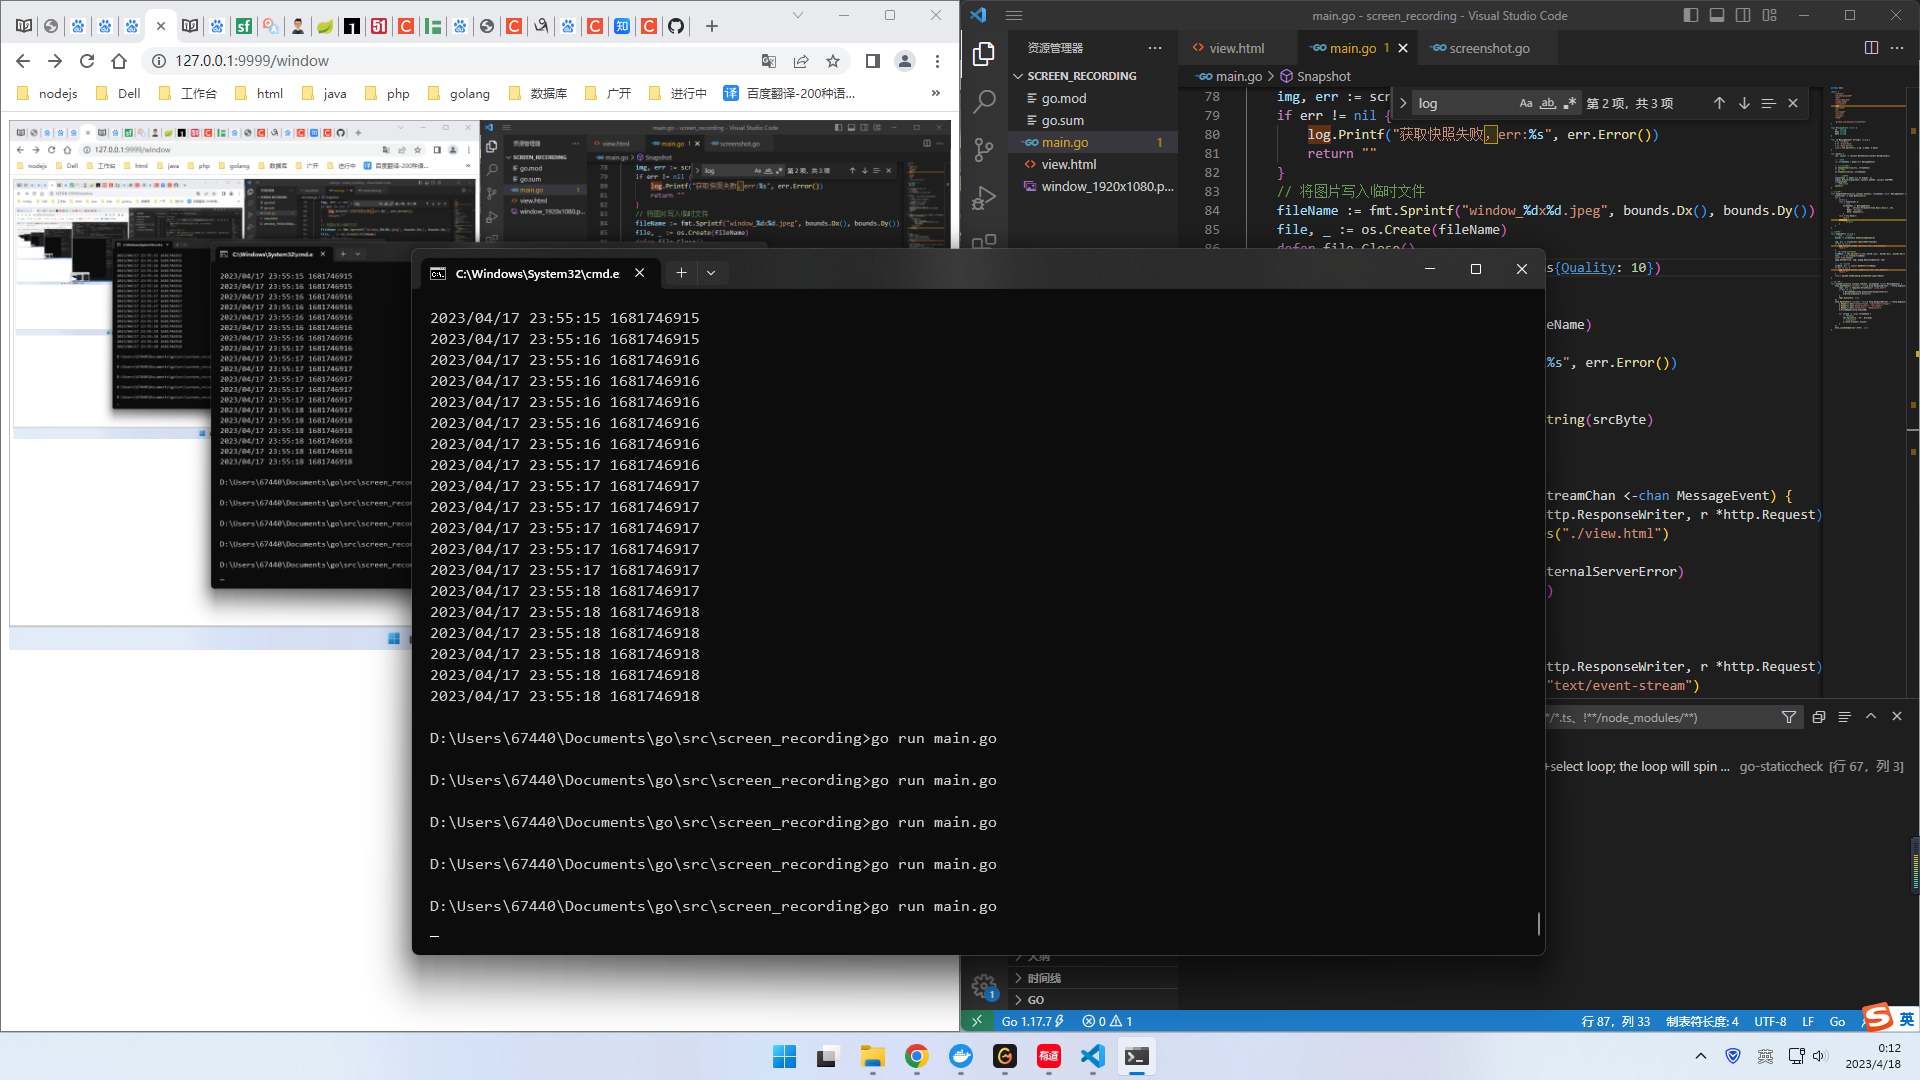 127.0.0.1:9999/window
nodejs
Dell
工作台
html
java
php
golang
数据库
广开
进行中
百度翻译-200种语...
»
main.go - screen_recording - Visual Studio Code
资源管理器
SCREEN_RECORDING
go.mod
go.sum
main.go 1
view.html
window_1920x1080.p...
view.html
main.go 1
screenshot.go
main.go > Snapshot
log
第 2 项，共 3 项
78 img, err := scr
79 if err != nil {
80 log.Printf("获取快照失败，err:%s", err.Error())
81 return ""
82 }
83 // 将图片写入临时文件
84 fileName := fmt.Sprintf("window_%dx%d.jpeg", bounds.Dx(), bounds.Dy())
85 file, _ := os.Create(fileName)
s{Quality: 10})
eName)
%s", err.Error())
tring(srcByte)
treamChan <-chan MessageEvent) {
ttp.ResponseWriter, r *http.Request)
s("./view.html")
ternalServerError)
)
ttp.ResponseWriter, r *http.Request)
"text/event-stream")
C:\Windows\System32\cmd.e
2023/04/17 23:55:15 1681746915
2023/04/17 23:55:16 1681746915
2023/04/17 23:55:16 1681746916
2023/04/17 23:55:16 1681746916
2023/04/17 23:55:16 1681746916
2023/04/17 23:55:16 1681746916
2023/04/17 23:55:16 1681746916
2023/04/17 23:55:17 1681746916
2023/04/17 23:55:17 1681746917
2023/04/17 23:55:17 1681746917
2023/04/17 23:55:17 1681746917
2023/04/17 23:55:17 1681746917
2023/04/17 23:55:17 1681746917
2023/04/17 23:55:18 1681746917
2023/04/17 23:55:18 1681746918
2023/04/17 23:55:18 1681746918
2023/04/17 23:55:18 1681746918
2023/04/17 23:55:18 1681746918
2023/04/17 23:55:18 1681746918
D:\Users\67440\Documents\go\src\screen_recording>go run main.go
D:\Users\67440\Documents\go\src\screen_recording>go run main.go
D:\Users\67440\Documents\go\src\screen_recording>go run main.go
D:\Users\67440\Documents\go\src\screen_recording>go run main.go
D:\Users\67440\Documents\go\src\screen_recording>go run main.go
*/*.ts、!**/node_modules/**)
+select loop; the loop will spin ... go-staticcheck [行 67，列 3]
大纲
时间线
GO
Go 1.17.7
0 1
行 87，列 33
制表符长度: 4
UTF-8
LF
Go
英
英
0:12
2023/4/18